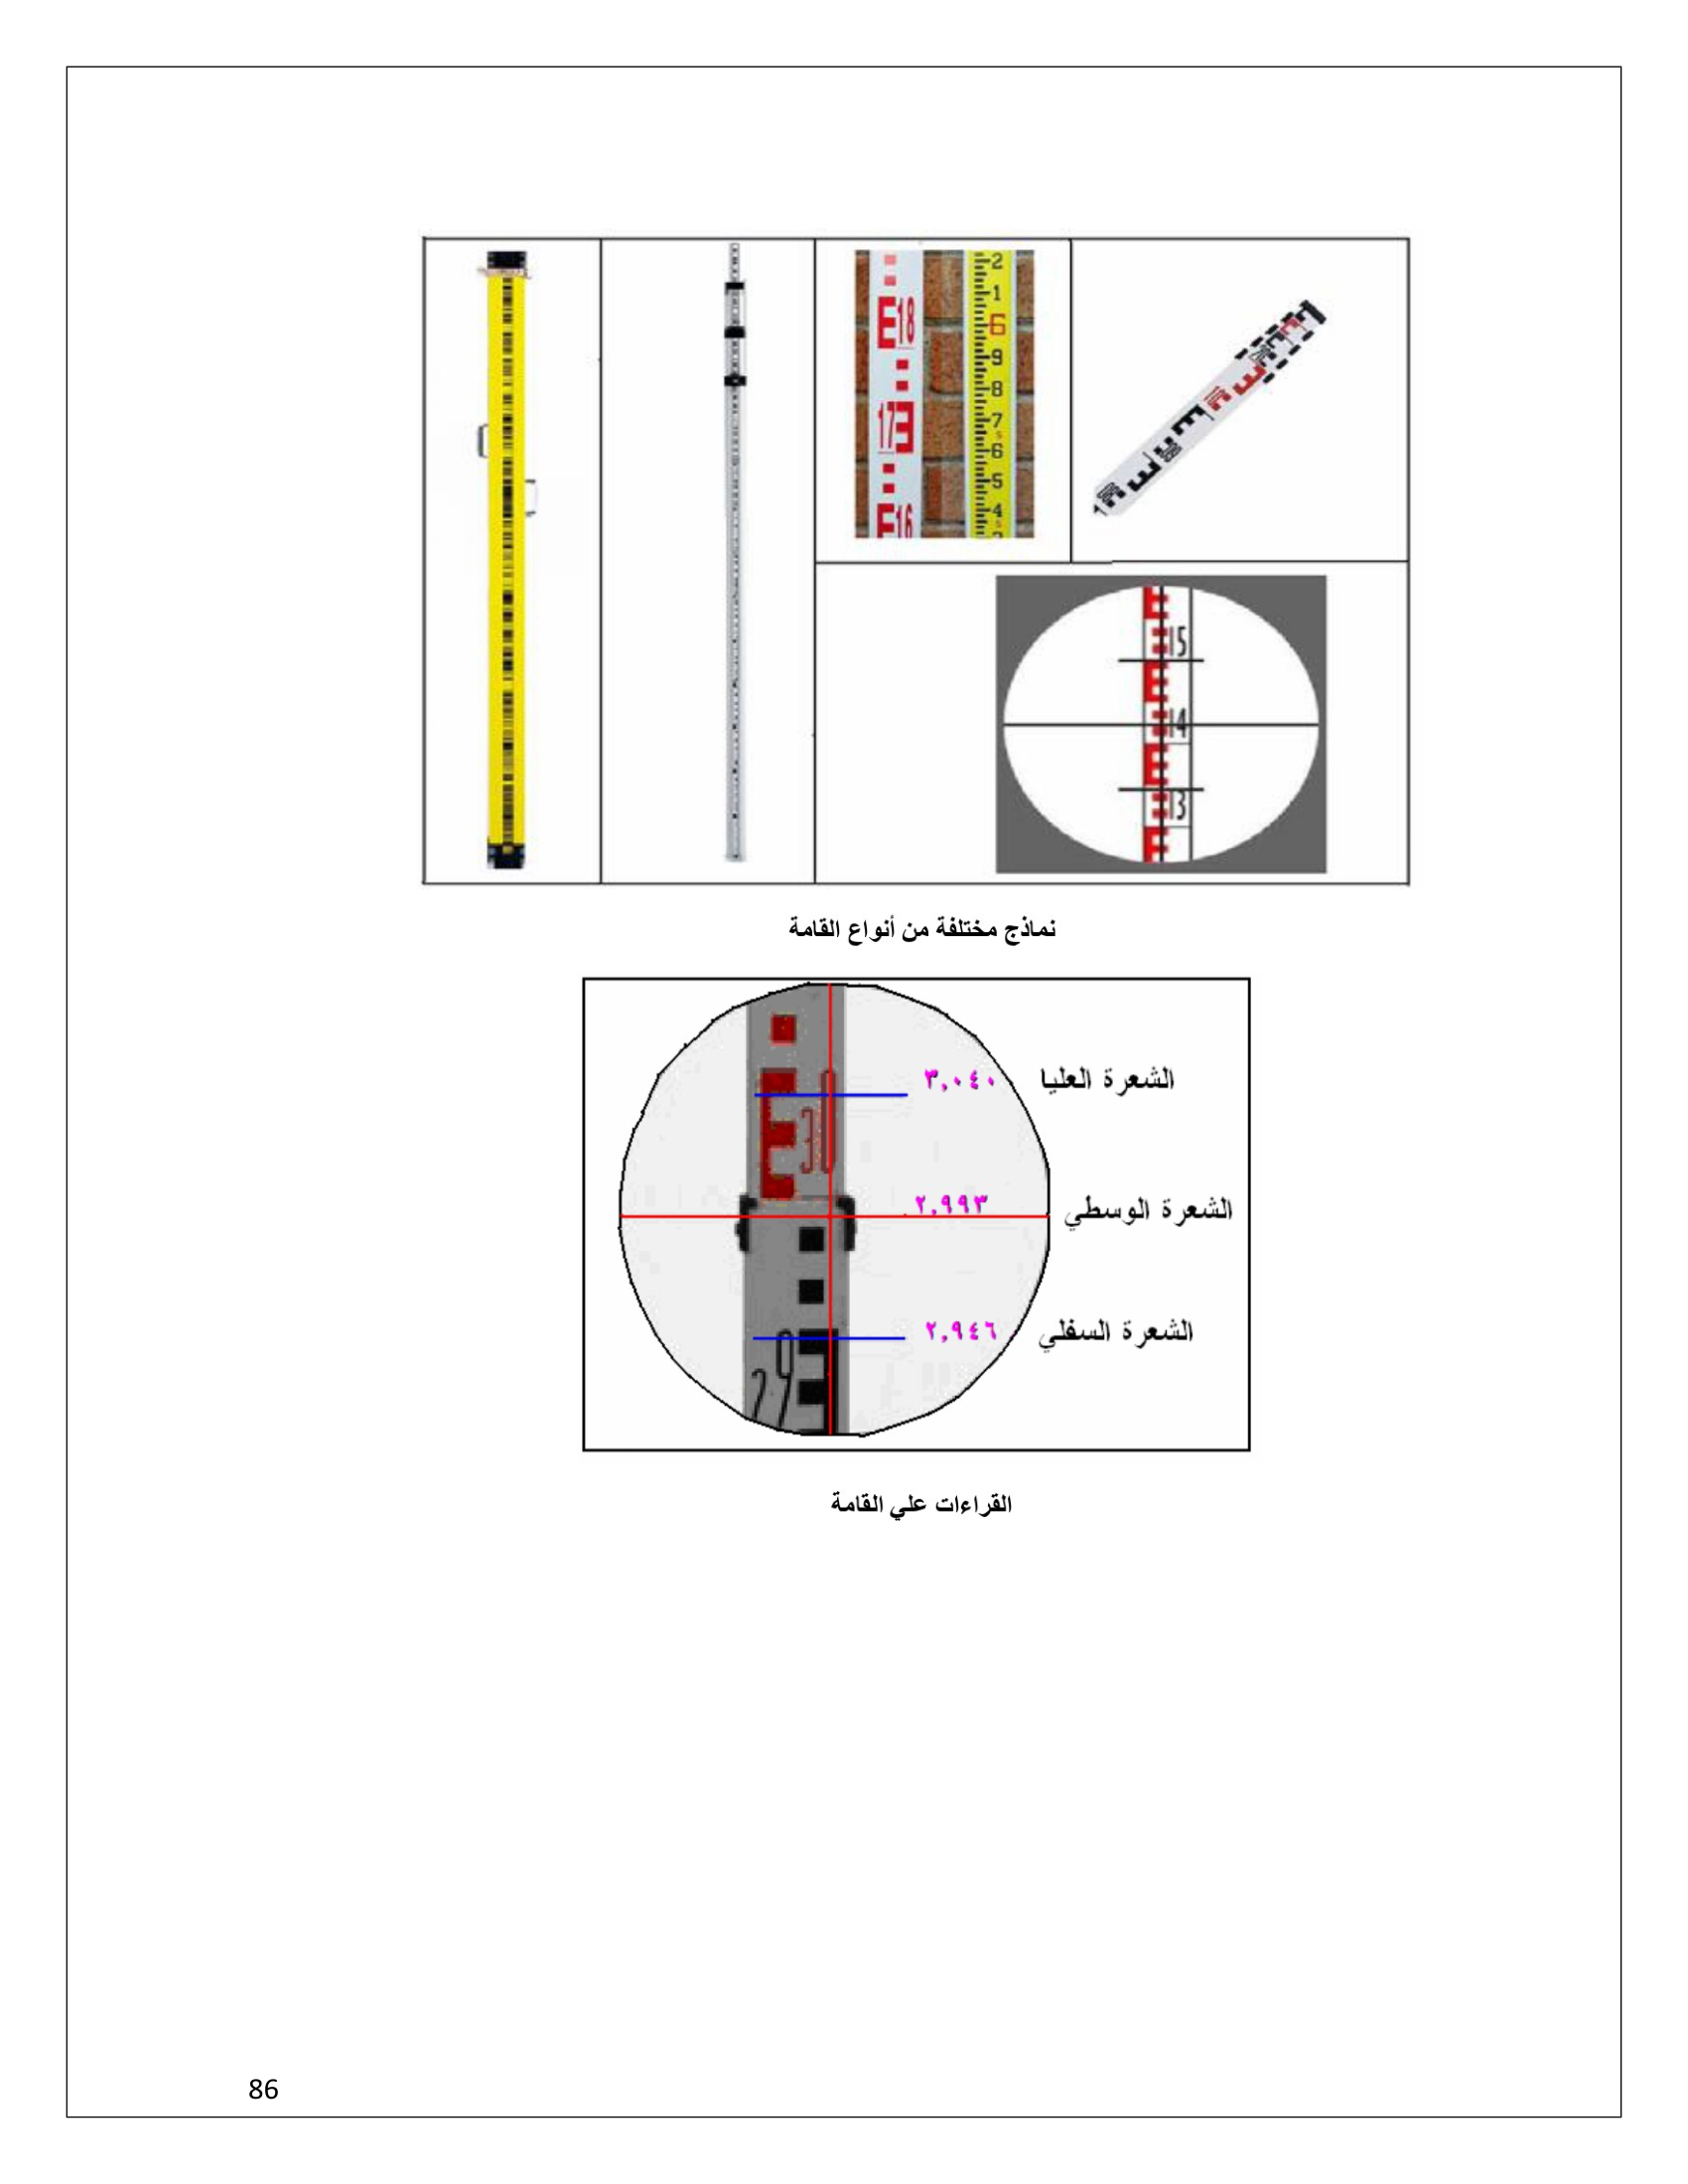 2
1
E18
6
9
8
17E
7
6
5
E16
4
15
14
13
نماذج مختلفة من أنواع القامة
الشعرة العليا ٣.٠٤٠
E30
الشعرة الوسطي ٢.٩٩٣
الشعرة السفلي ٢.٩٤٦
29
القراءات علي القامة
86